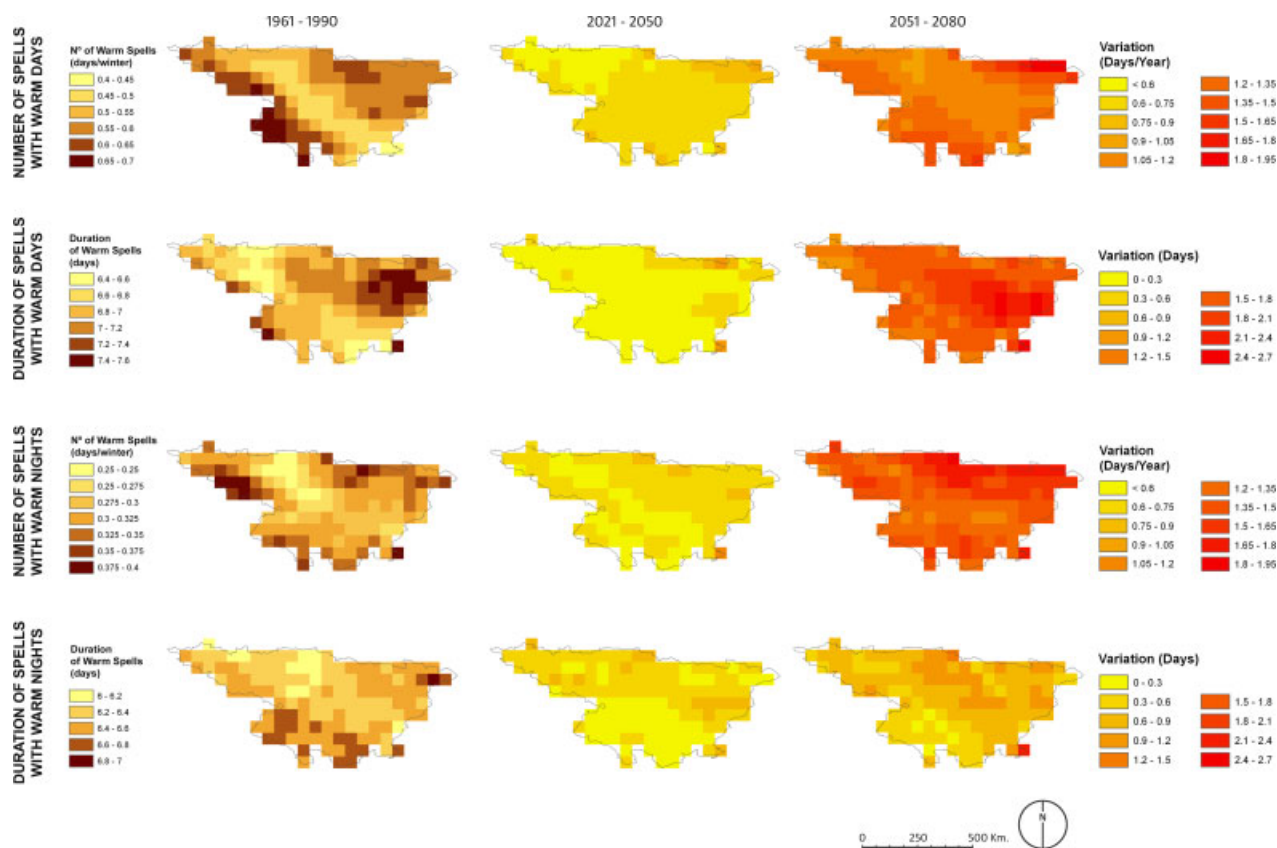 1961 - 1990
2021 - 2050
2051 - 2080
NUMBER OF SPELLS
WITH WARM DAYS
Nº of Warm Spells
(days/winter)
0.4 - 0.45
0.45 - 0.5
0.5 - 0.55
0.55 - 0.6
0.6 - 0.65
0.65 - 0.7
Variation
(Days/Year)
< 0.6
0.6 - 0.75
0.75 - 0.9
0.9 - 1.05
1.05 - 1.2
1.2 - 1.35
1.35 - 1.5
1.5 - 1.65
1.65 - 1.8
1.8 - 1.95
DURATION OF SPELLS
WITH WARM DAYS
Duration
of Warm Spells
(days)
6.4 - 6.6
6.6 - 6.8
6.8 - 7
7 - 7.2
7.2 - 7.4
7.4 - 7.6
Variation (Days)
0 - 0.3
0.3 - 0.6
0.6 - 0.9
0.9 - 1.2
1.2 - 1.5
1.5 - 1.8
1.8 - 2.1
2.1 - 2.4
2.4 - 2.7
NUMBER OF SPELLS
WITH WARM NIGHTS
Nº of Warm Spells
(days/winter)
0.25 - 0.25
0.25 - 0.275
0.275 - 0.3
0.3 - 0.325
0.325 - 0.35
0.35 - 0.375
0.375 - 0.4
Variation
(Days/Year)
< 0.6
0.6 - 0.75
0.75 - 0.9
0.9 - 1.05
1.05 - 1.2
1.2 - 1.35
1.35 - 1.5
1.5 - 1.65
1.65 - 1.8
1.8 - 1.95
DURATION OF SPELLS
WITH WARM NIGHTS
Duration
of Warm Spells
(days)
6 - 6.2
6.2 - 6.4
6.4 - 6.6
6.6 - 6.8
6.8 - 7
Variation (Days)
0 - 0.3
0.3 - 0.6
0.6 - 0.9
0.9 - 1.2
1.2 - 1.5
1.5 - 1.8
1.8 - 2.1
2.1 - 2.4
2.4 - 2.7
0 250 500 Km.
N